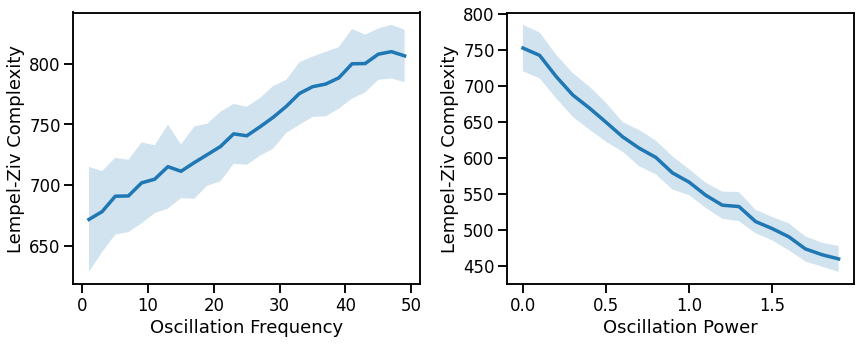 Lempel-Ziv Complexity
800
750
700
650
0 10 20 30 40 50
Oscillation Frequency
Lempel-Ziv Complexity
800
750
700
650
600
550
500
450
0.0 0.5 1.0 1.5
Oscillation Power